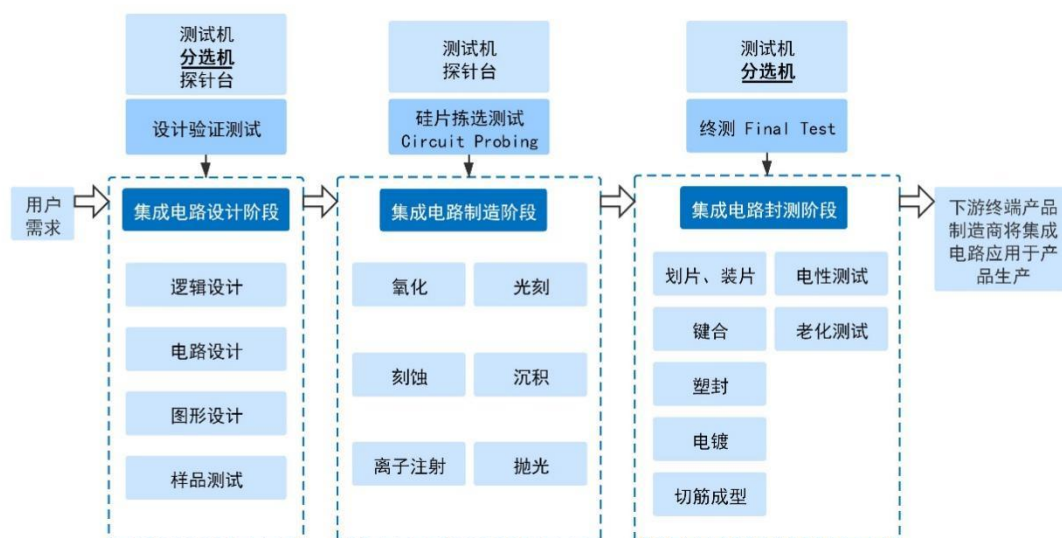 测试机
分选机
探针台
测试机
探针台
测试机
分选机
设计验证测试
硅片拣选测试
Circuit Probing
终测 Final Test
用户
需求
集成电路设计阶段
集成电路制造阶段
集成电路封测阶段
下游终端产品
制造商将集成
电路应用于产
品生产
逻辑设计
电路设计
图形设计
样品测试
氧化
光刻
刻蚀
沉积
离子注射
抛光
划片、装片
电性测试
键合
老化测试
塑封
电镀
切筋成型